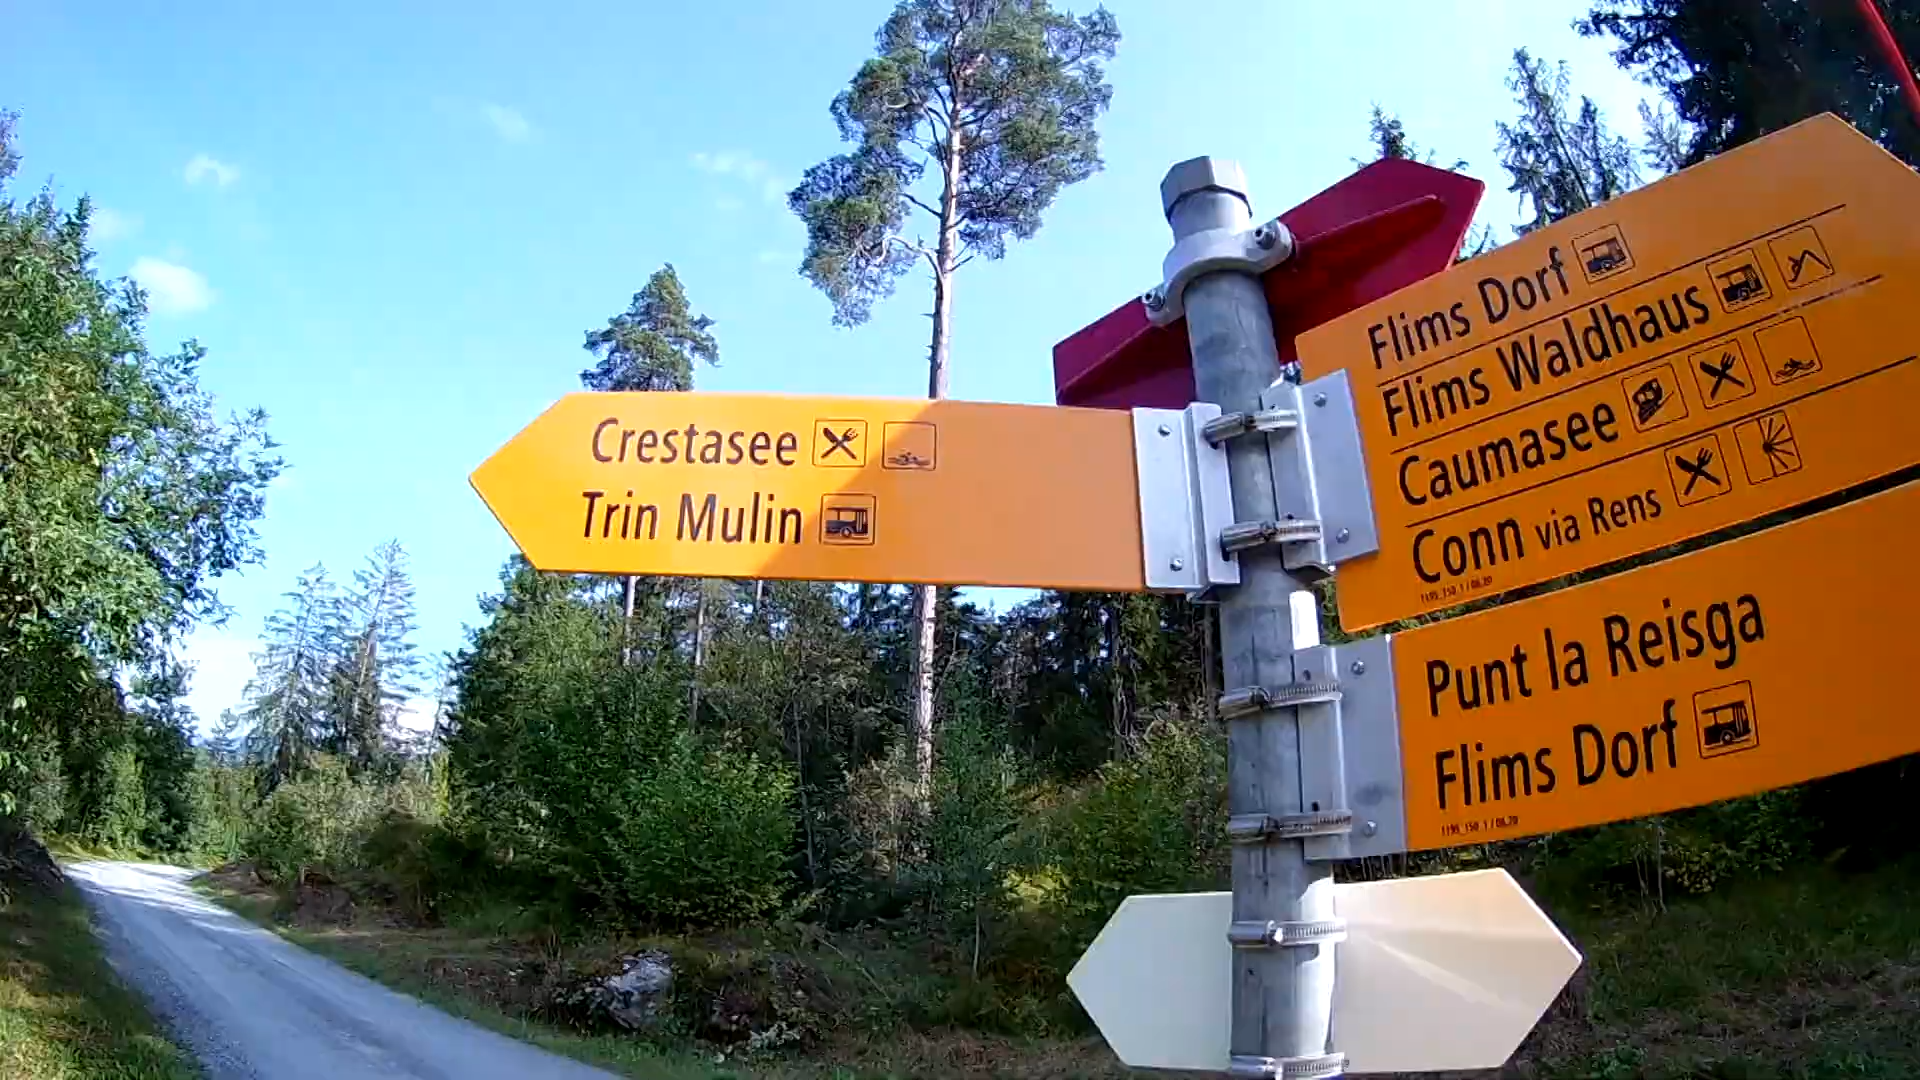 Crestasee
Trin Mulin
Flims Dorf
Flims Waldhaus
Caumasee
Conn via Rens
Punt la Reisga
Flims Dorf